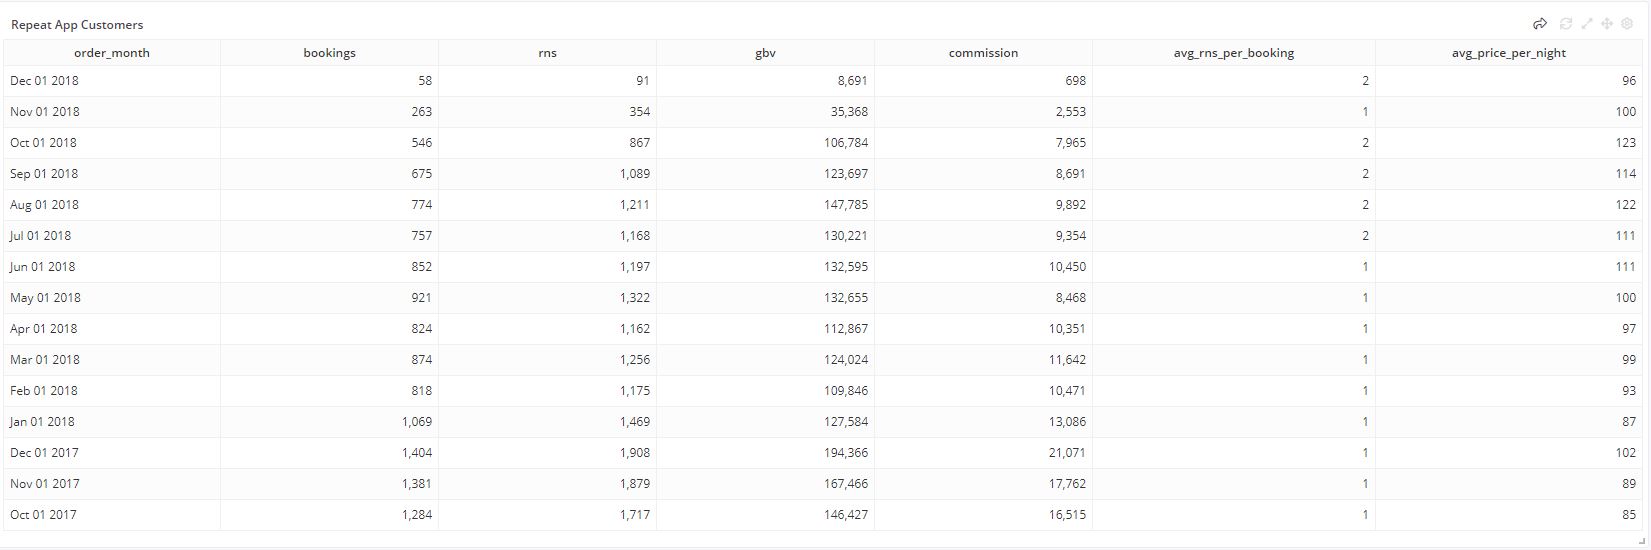 Repeat App Customers
order_month bookings rns gbv commission avg_rns_per_booking avg_price_per_night
Dec 01 2018 58 91 8,691 698 2 96
Nov 01 2018 263 354 35,368 2,553 1 100
Oct 01 2018 546 867 106,784 7,965 2 123
Sep 01 2018 675 1,089 123,697 8,691 2 114
Aug 01 2018 774 1,211 147,785 9,892 2 122
Jul 01 2018 757 1,168 130,221 9,354 2 111
Jun 01 2018 852 1,197 132,595 10,450 1 111
May 01 2018 921 1,322 132,655 8,468 1 100
Apr 01 2018 824 1,162 112,867 10,351 1 97
Mar 01 2018 874 1,256 124,024 11,642 1 99
Feb 01 2018 818 1,175 109,846 10,471 1 93
Jan 01 2018 1,069 1,469 127,584 13,086 1 87
Dec 01 2017 1,404 1,908 194,366 21,071 1 102
Nov 01 2017 1,381 1,879 167,466 17,762 1 89
Oct 01 2017 1,284 1,717 146,427 16,515 1 85